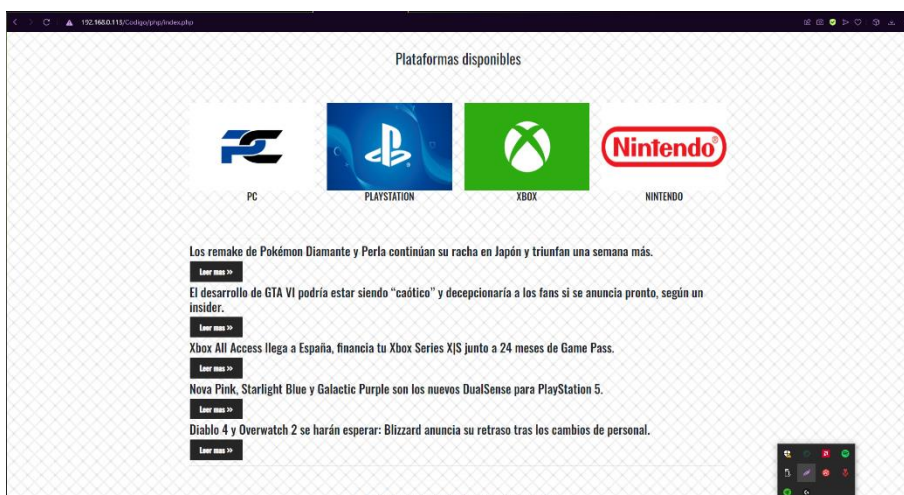 192.168.0.113/Codigo/php/index.php
Plataformas disponibles
PC
Nintendo
PC
PLAYSTATION
XBOX
NINTENDO
Los remake de Pokémon Diamante y Perla continúan su racha en Japón y triunfan una semana más.
Leer mas »
El desarrollo de GTA VI podría estar siendo “caótico” y decepcionaría a los fans si se anuncia pronto, según un
insider.
Leer mas »
Xbox All Access llega a España, financia tu Xbox Series X|S junto a 24 meses de Game Pass.
Leer mas »
Nova Pink, Starlight Blue y Galactic Purple son los nuevos DualSense para PlayStation 5.
Leer mas »
Diablo 4 y Overwatch 2 se harán esperar: Blizzard anuncia su retraso tras los cambios de personal.
Leer mas »